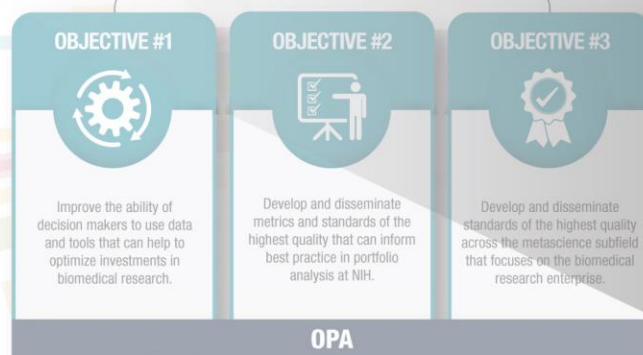 OBJECTIVE #1
Improve the ability of
decision makers to use data
and tools that can help to
optimize investments in
biomedical research.
OBJECTIVE #2
Develop and disseminate
metrics and standards of the
highest quality that can inform
best practice in portfolio
analysis at NIH.
OBJECTIVE #3
Develop and disseminate
standards of the highest quality
across the metascience subfield
that focuses on the biomedical
research enterprise.
OPA